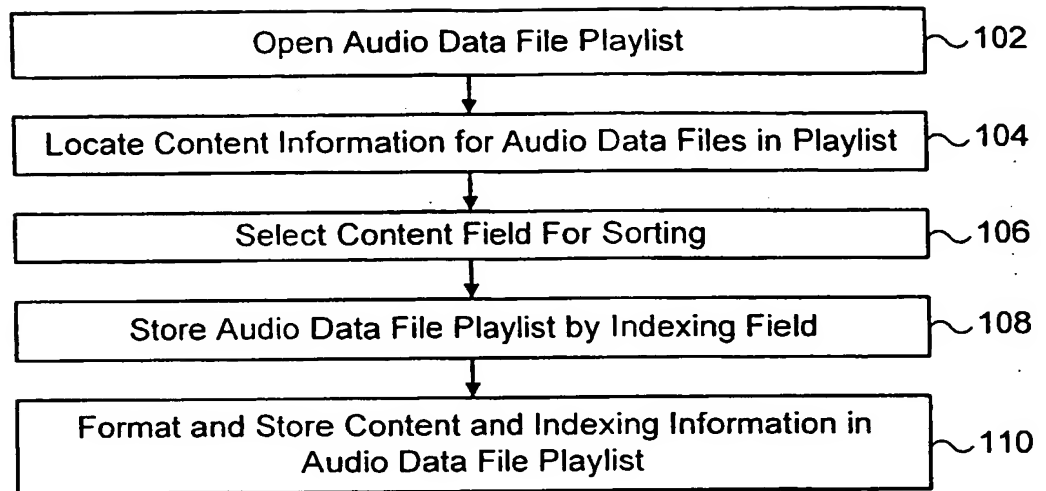 Open Audio Data File Playlist
102
Locate Content Information for Audio Data Files in Playlist
104
Select Content Field For Sorting
106
Store Audio Data File Playlist by Indexing Field
108
Format and Store Content and Indexing Information in
Audio Data File Playlist
110